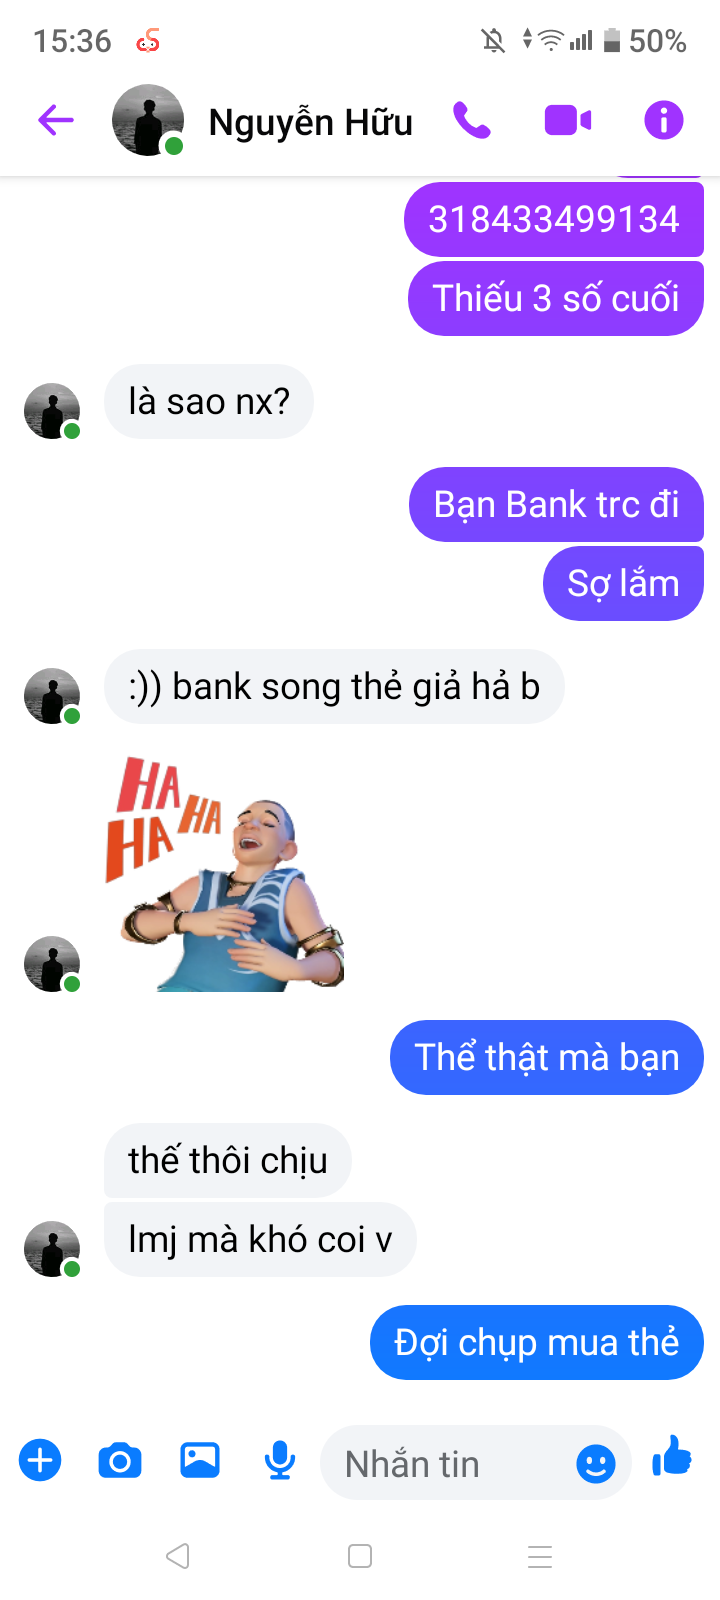 15:36
50%
Nguyễn Hữu
318433499134
Thiếu 3 số cuối
là sao nx?
Bạn Bank trc đi
Sợ lắm
:)) bank song thẻ giả hả b
HA
HA
HA
Thể thật mà bạn
thế thôi chịu
lmj mà khó coi v
Đợi chụp mua thẻ
Nhắn tin